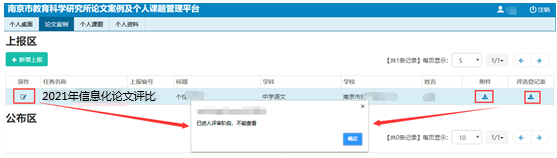 南京市教育科学研究所论文案例及个人课题管理平台
注销
个人桌面 论文案例 个人课题 个人资料
上报区
+新增上报
【共1条记录】每页显示: 5 1/1
操作 任务名称 上报编号 标题 学科 学校 姓名 附件 评选登记表
2021年信息化论文评比 中学语文 南京市
已进入评审阶段，不能查看
确定
公布区
【共0条记录】每页显示: 10 1/1